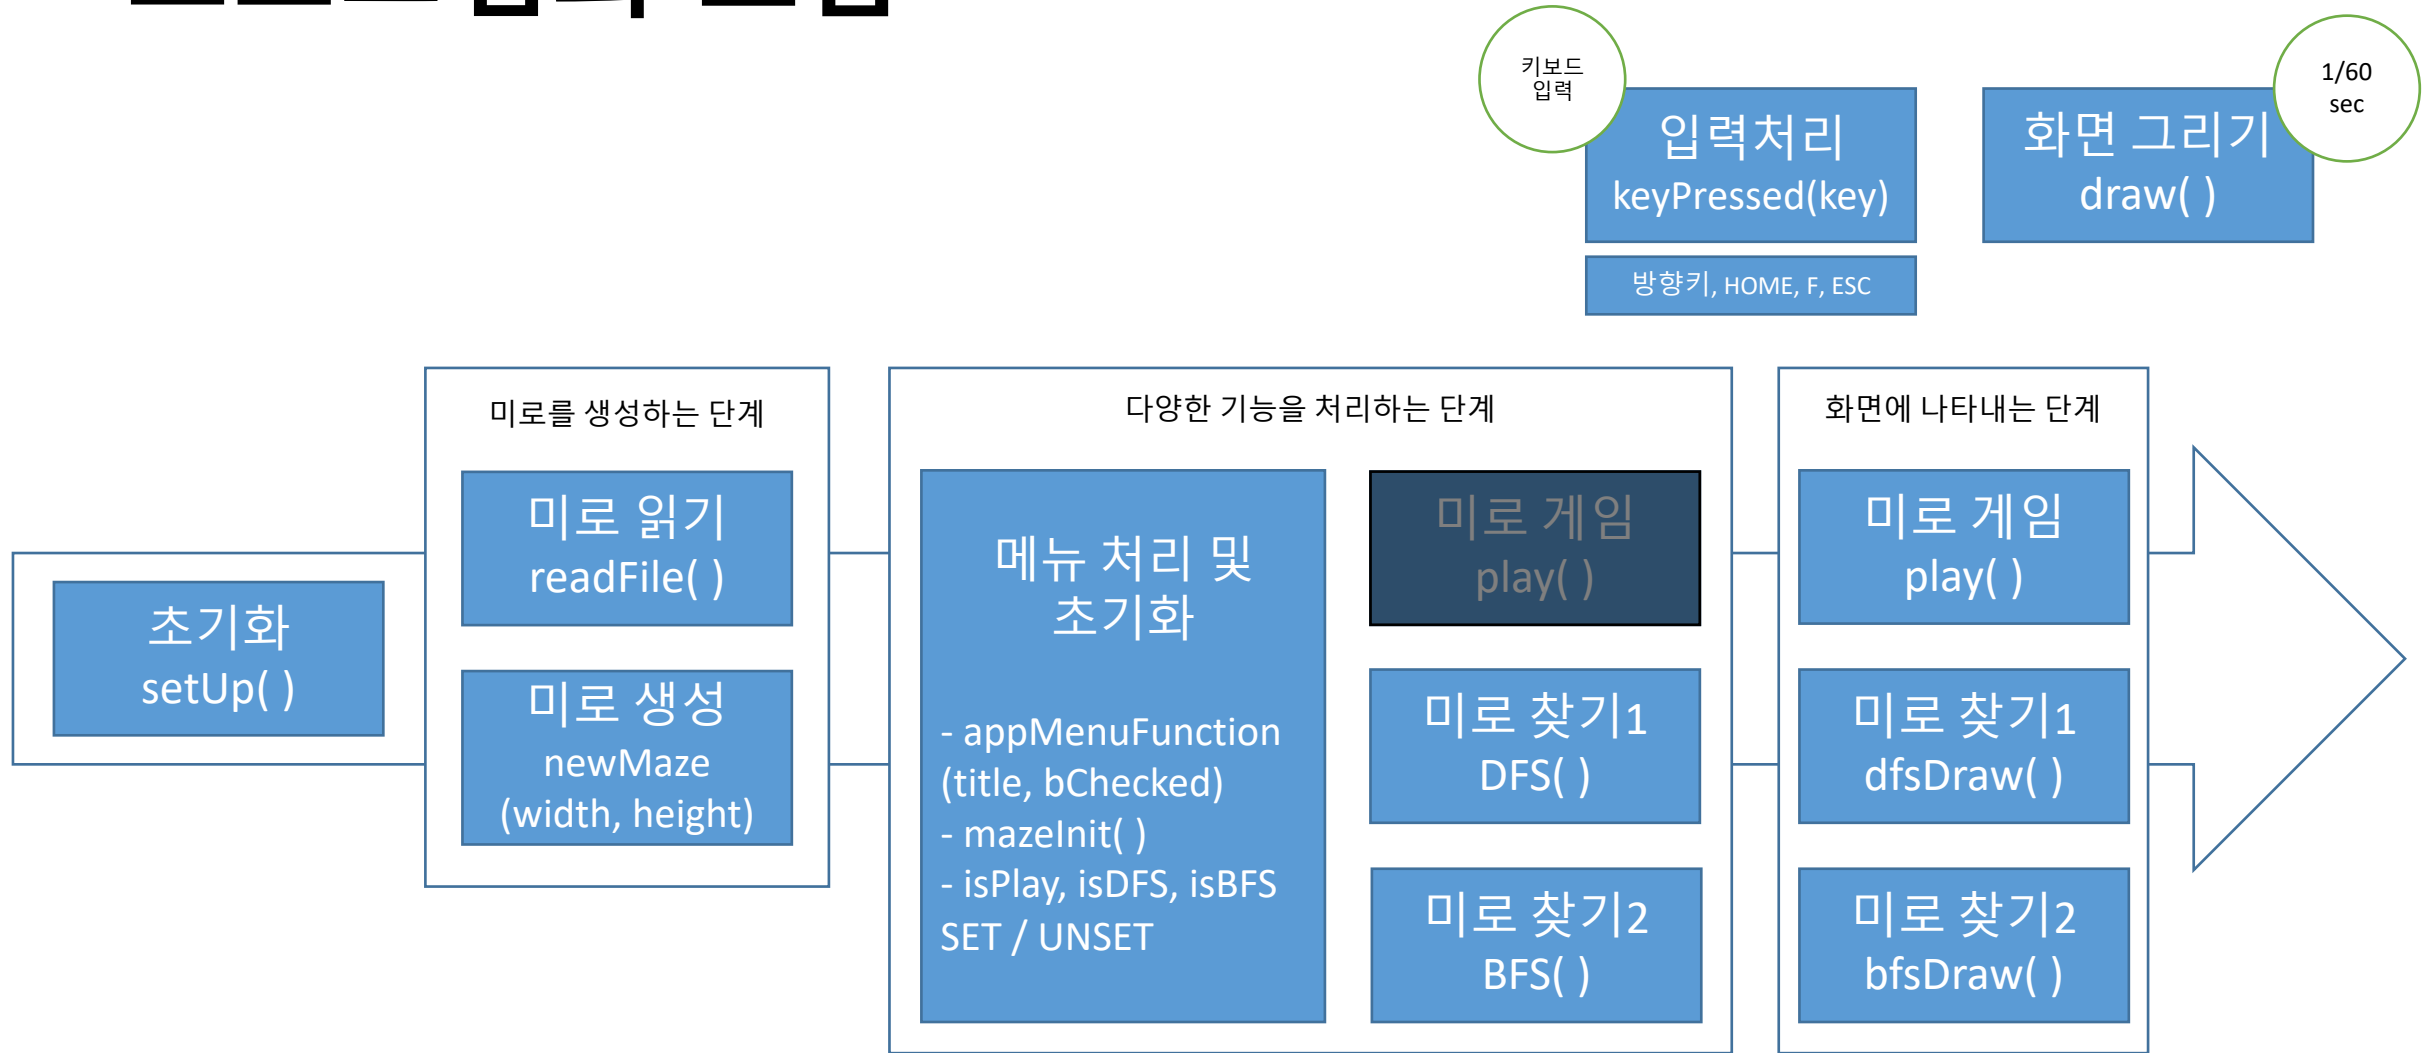 키보드
입력
1/60
sec
입력처리
keyPressed(key)
화면 그리기
draw( )
방향키, HOME, F, ESC
미로를 생성하는 단계
다양한 기능을 처리하는 단계
화면에 나타내는 단계
초기화
setUp( )
미로 읽기
readFile( )
미로 생성
newMaze
(width, height)
메뉴 처리 및
초기화
- appMenuFunction
(title, bChecked)
- mazeInit( )
- isPlay, isDFS, isBFS
SET / UNSET
미로 게임
play( )
미로 찾기1
DFS( )
미로 찾기2
BFS( )
미로 게임
play( )
미로 찾기1
dfsDraw( )
미로 찾기2
bfsDraw( )